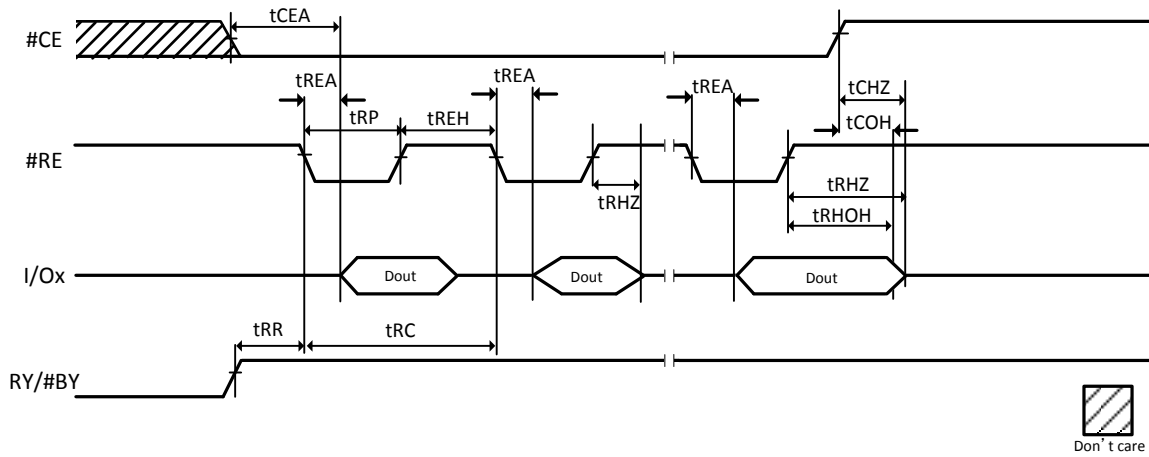 tCEA
#CE
tREA
tREA
tREA
tCHZ
tCOH
tRP
tREH
#RE
tRHZ
tRHZ
tRHOH
I/Ox
Dout
Dout
Dout
tRR
tRC
RY/#BY
Don't care